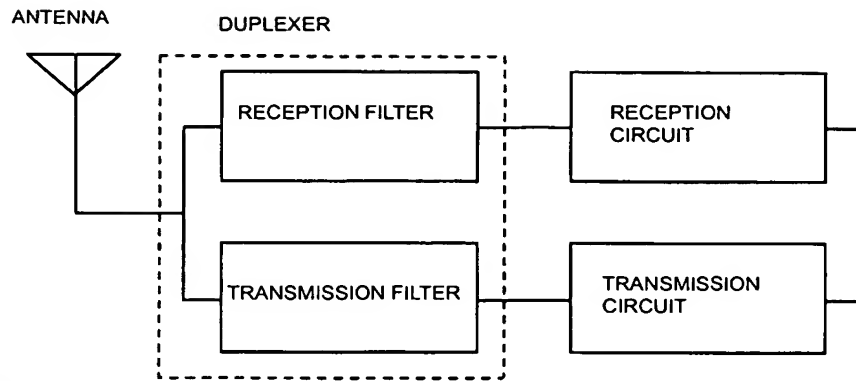 ANTENNA
DUPLEXER
RECEPTION FILTER
RECEPTION
CIRCUIT
TRANSMISSION FILTER
TRANSMISSION
CIRCUIT